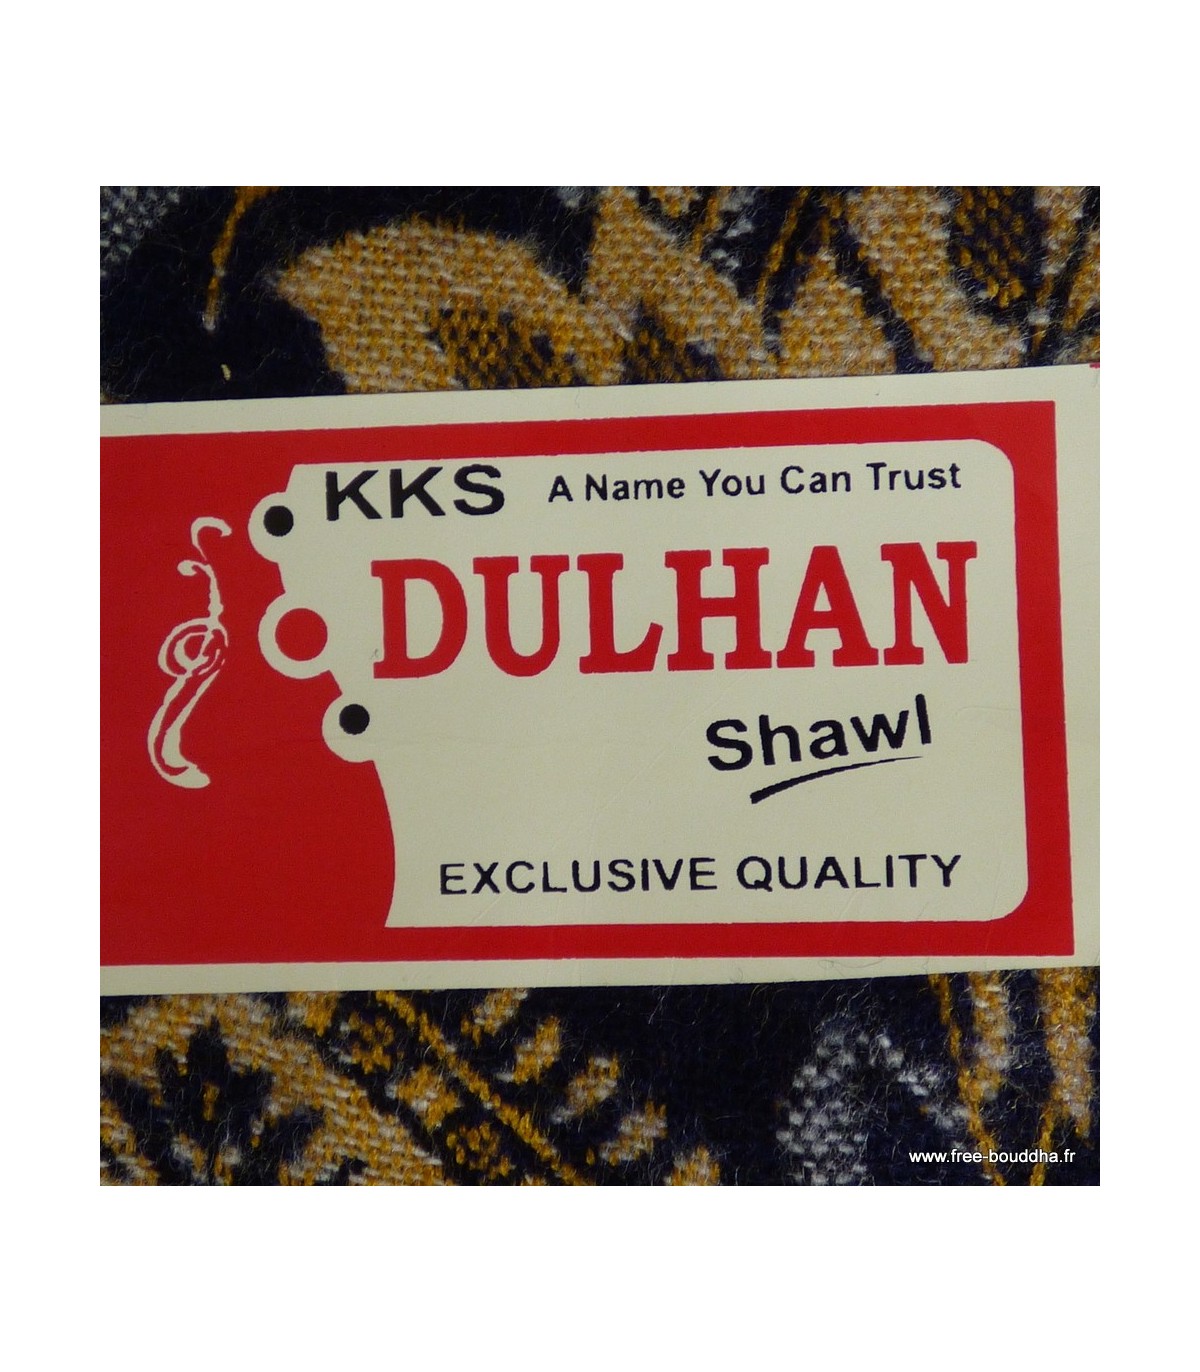 KKS A Name You Can Trust
DULHAN
Shawl
EXCLUSIVE QUALITY
www.free-bouddha.fr